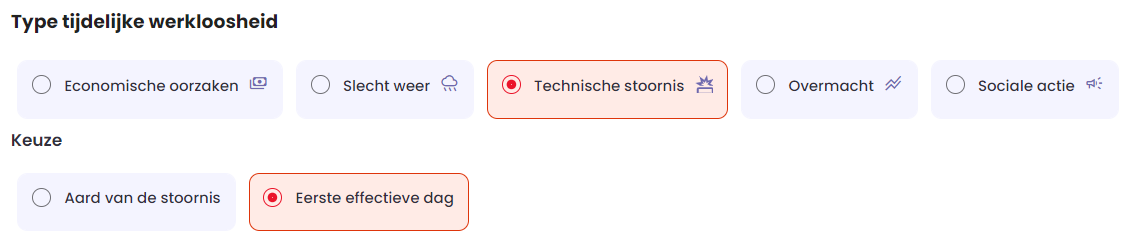 Type tijdelijke werkloosheid
Economische oorzaken Slecht weer Technische stoornis Overmacht Sociale actie
Keuze
Aard van de stoornis Eerste effectieve dag